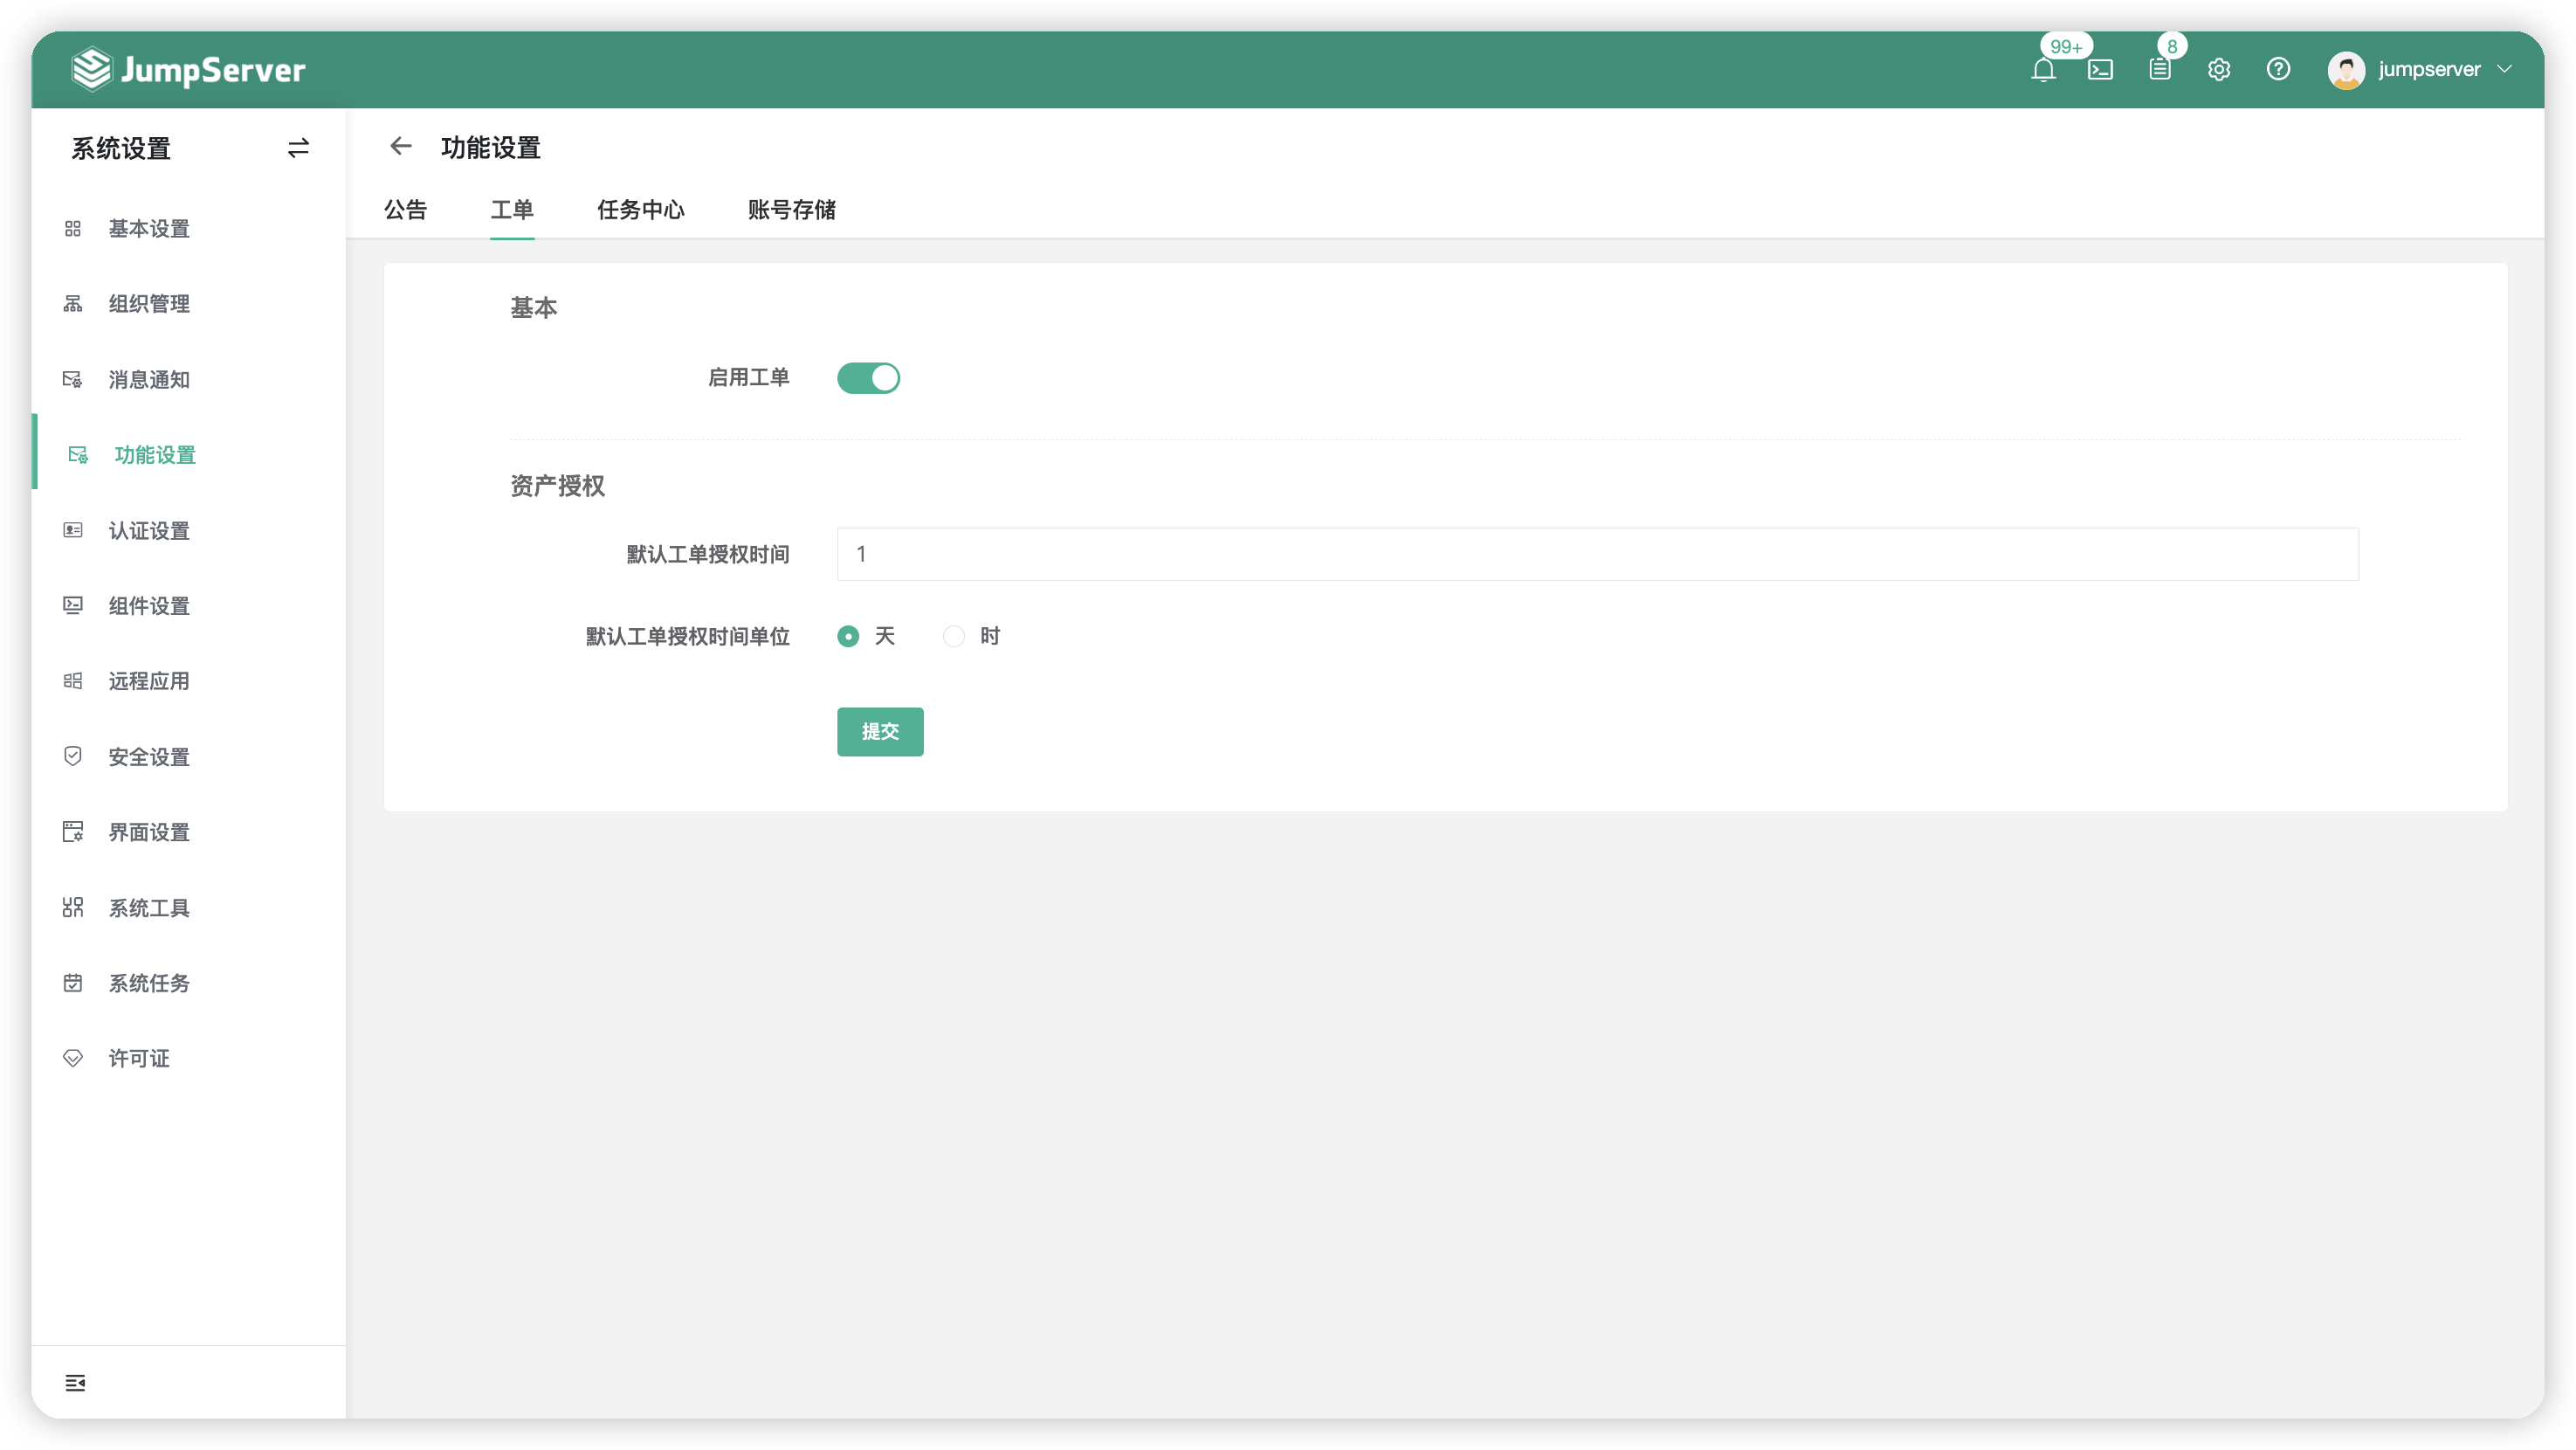 JumpServer
99+
8
jumpserver
系统设置
功能设置
公告
工单
任务中心
账号存储
基本设置
组织管理
消息通知
功能设置
认证设置
组件设置
远程应用
安全设置
界面设置
系统工具
系统任务
许可证
基本
启用工单
资产授权
默认工单授权时间
1
默认工单授权时间单位
天
时
提交